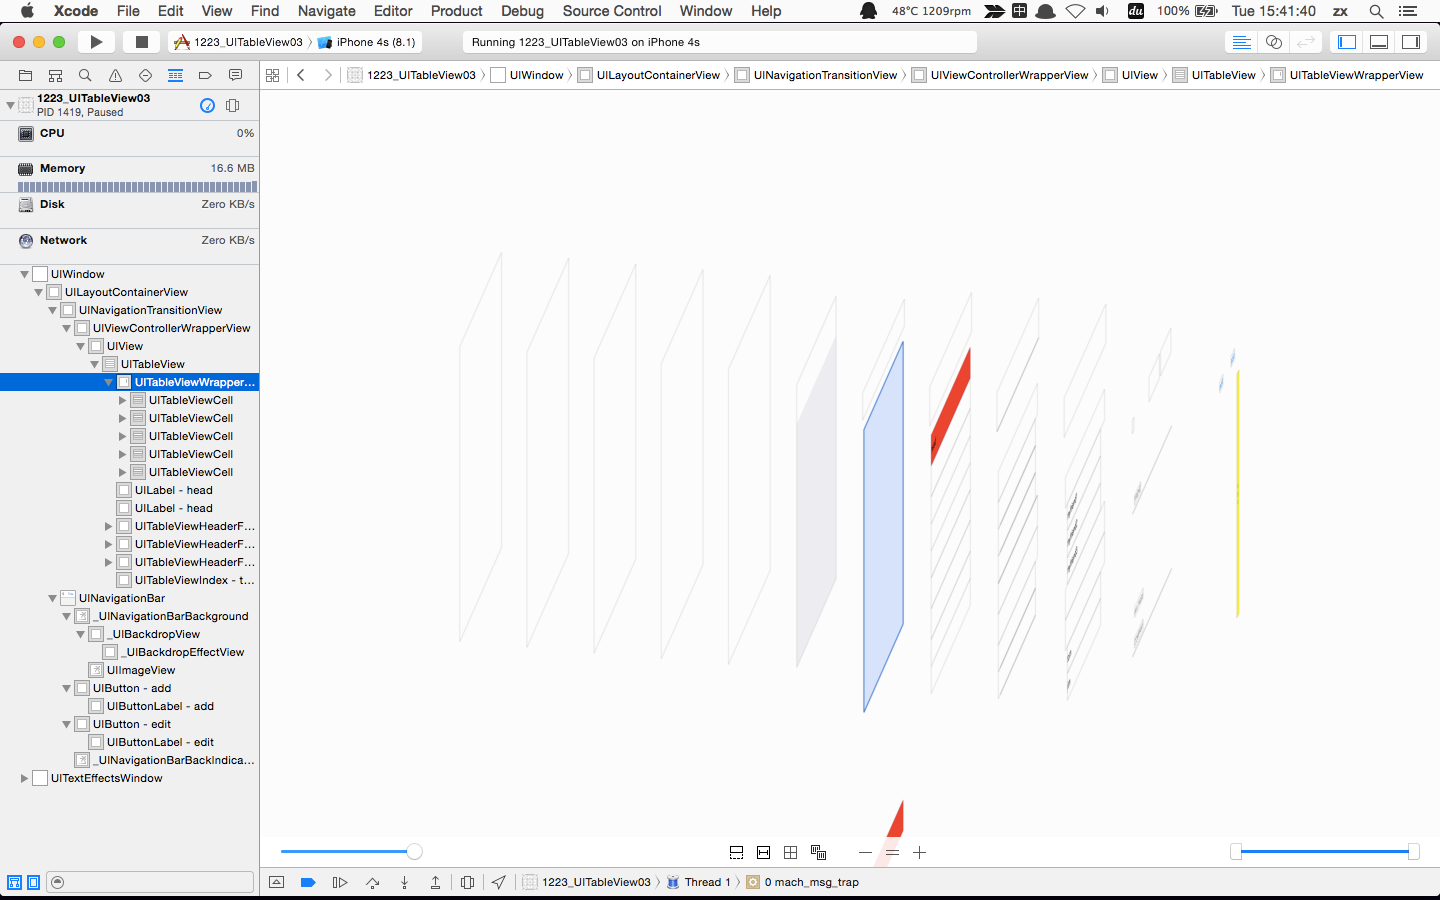 Xcode File Edit View Find Navigate Editor Product Debug Source Control Window Help 48°C 1209rpm 中 du 100% Tue 15:41:40 zx
1223_UITableView03 〉 iPhone 4s (8.1) Running 1223_UITableView03 on iPhone 4s
1223_UITableView03 〉 UIWindow 〉 UILayoutContainerView 〉 UINavigationTransitionView 〉 UIViewControllerWrapperView 〉 UIView 〉 UITableView 〉 UITableViewWrapperView
1223_UITableView03
PID 1419, Paused
CPU 0%
Memory 16.6 MB
Disk Zero KB/s
Network Zero KB/s
UIWindow
UILayoutContainerView
UINavigationTransitionView
UIViewControllerWrapperView
UIView
UITableView
UITableViewWrapper...
UITableViewCell
UITableViewCell
UITableViewCell
UITableViewCell
UITableViewCell
UILabel - head
UILabel - head
UITableViewHeaderF...
UITableViewHeaderF...
UITableViewHeaderF...
UITableViewIndex - t...
UINavigationBar
_UINavigationBarBackground
_UIBackdropView
_UIBackdropEffectView
UIImageView
UIButton - add
UIButtonLabel - add
UIButton - edit
UIButtonLabel - edit
_UINavigationBarBackIndica...
UITextEffectsWindow
1223_UITableView03 〉 Thread 1 〉 0 mach_msg_trap